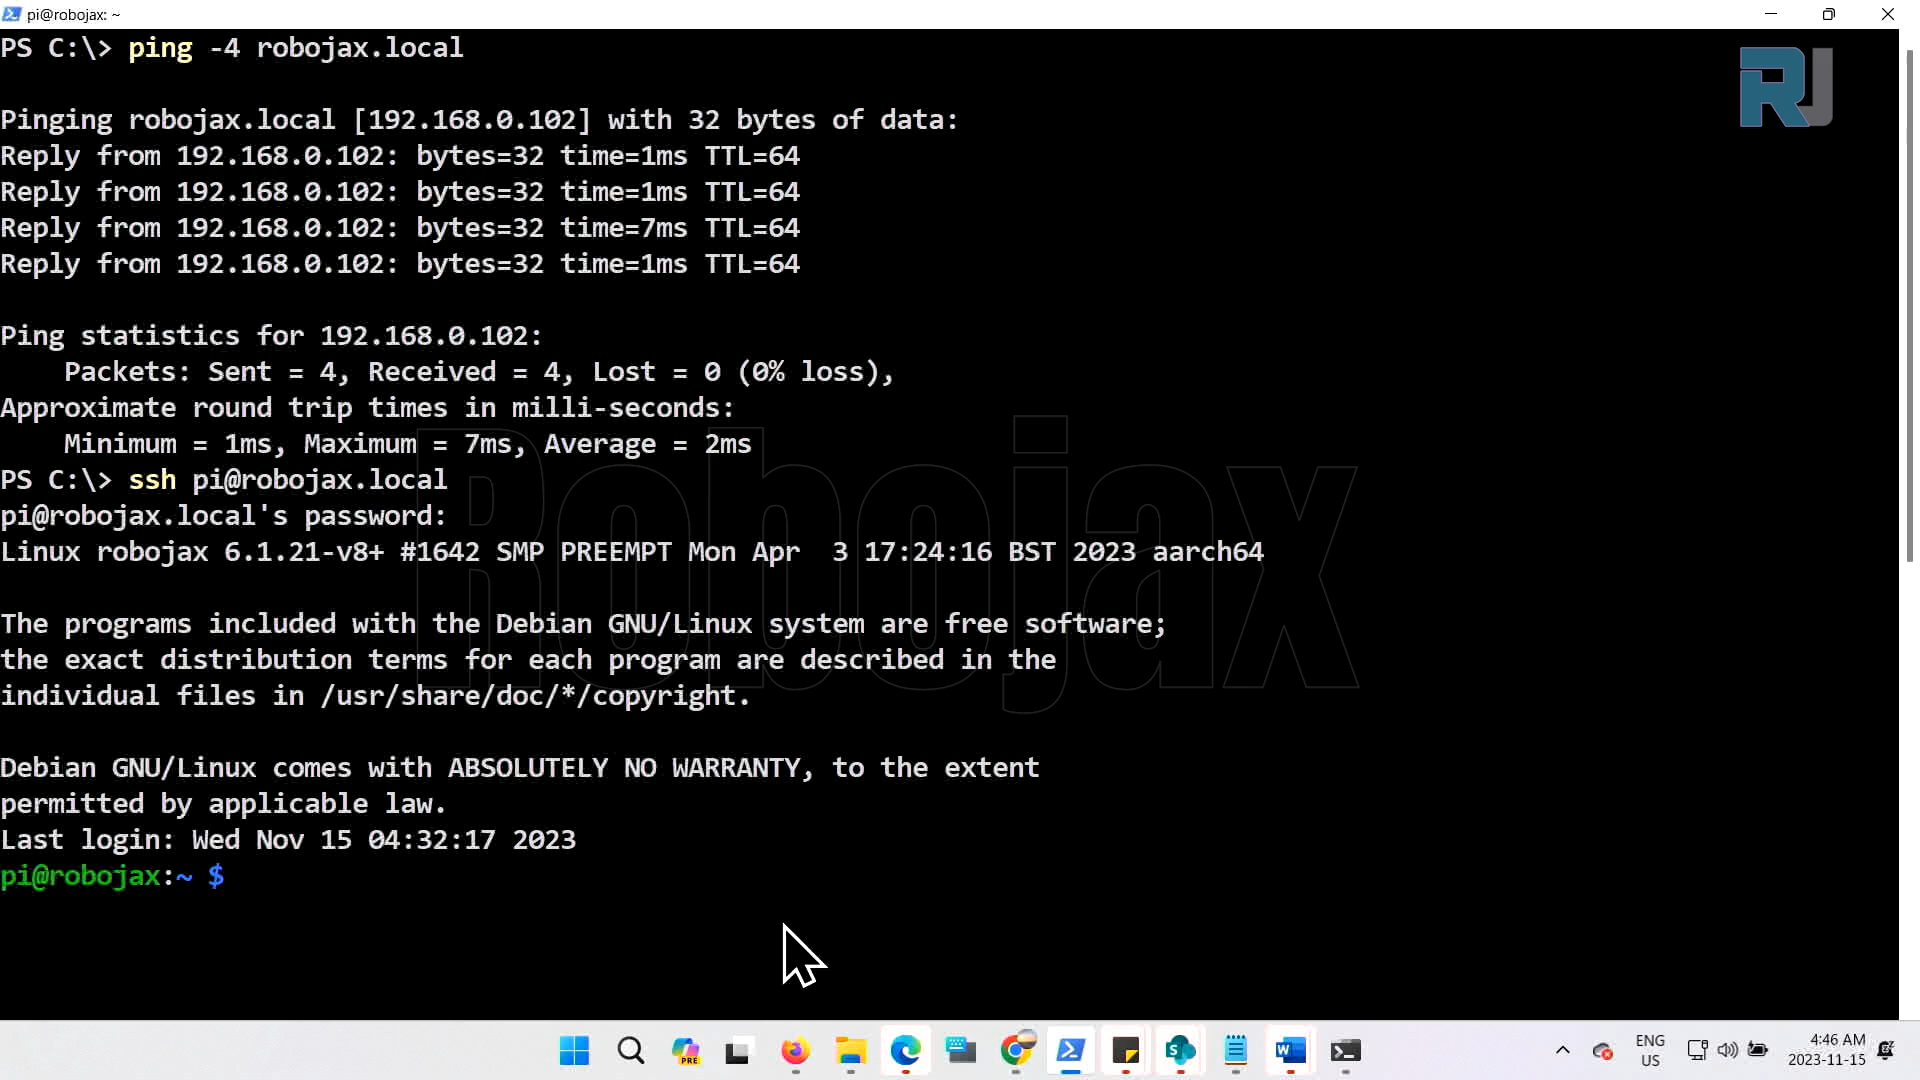 pi@robojax: ~
PS C:\> ping -4 robojax.local
RJ
Pinging robojax.local [192.168.0.102] with 32 bytes of data:
Reply from 192.168.0.102: bytes=32 time=1ms TTL=64
Reply from 192.168.0.102: bytes=32 time=1ms TTL=64
Reply from 192.168.0.102: bytes=32 time=7ms TTL=64
Reply from 192.168.0.102: bytes=32 time=1ms TTL=64
Ping statistics for 192.168.0.102:
    Packets: Sent = 4, Received = 4, Lost = 0 (0% loss),
Approximate round trip times in milli-seconds:
    Minimum = 1ms, Maximum = 7ms, Average = 2ms
PS C:\> ssh pi@robojax.local
pi@robojax.local's password:
Linux robojax 6.1.21-v8+ #1642 SMP PREEMPT Mon Apr  3 17:24:16 BST 2023 aarch64
Robojax
The programs included with the Debian GNU/Linux system are free software;
the exact distribution terms for each program are described in the
individual files in /usr/share/doc/*/copyright.
Debian GNU/Linux comes with ABSOLUTELY NO WARRANTY, to the extent
permitted by applicable law.
Last login: Wed Nov 15 04:32:17 2023
pi@robojax:~ $
PRE
S
W
ENG
US
4:46 AM
2023-11-15